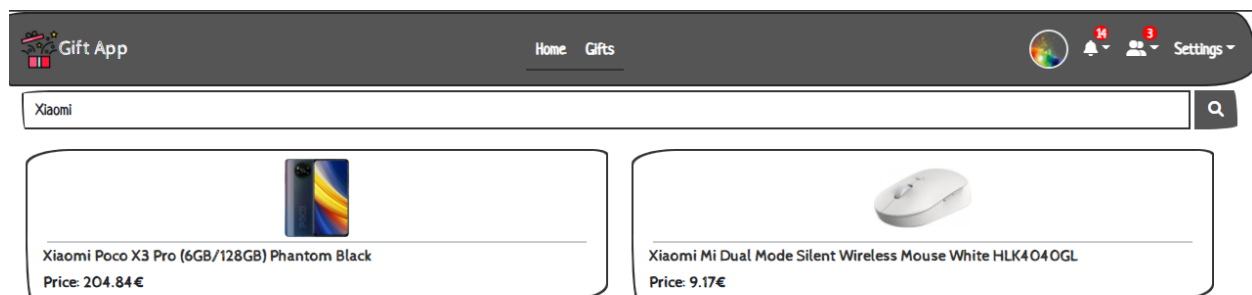 Gift App
Home Gifts
14
3
Settings
Xiaomi
Xiaomi Poco X3 Pro (6GB/128GB) Phantom Black
Price: 204.84€
Xiaomi Mi Dual Mode Silent Wireless Mouse White HLK4040GL
Price: 9.17€